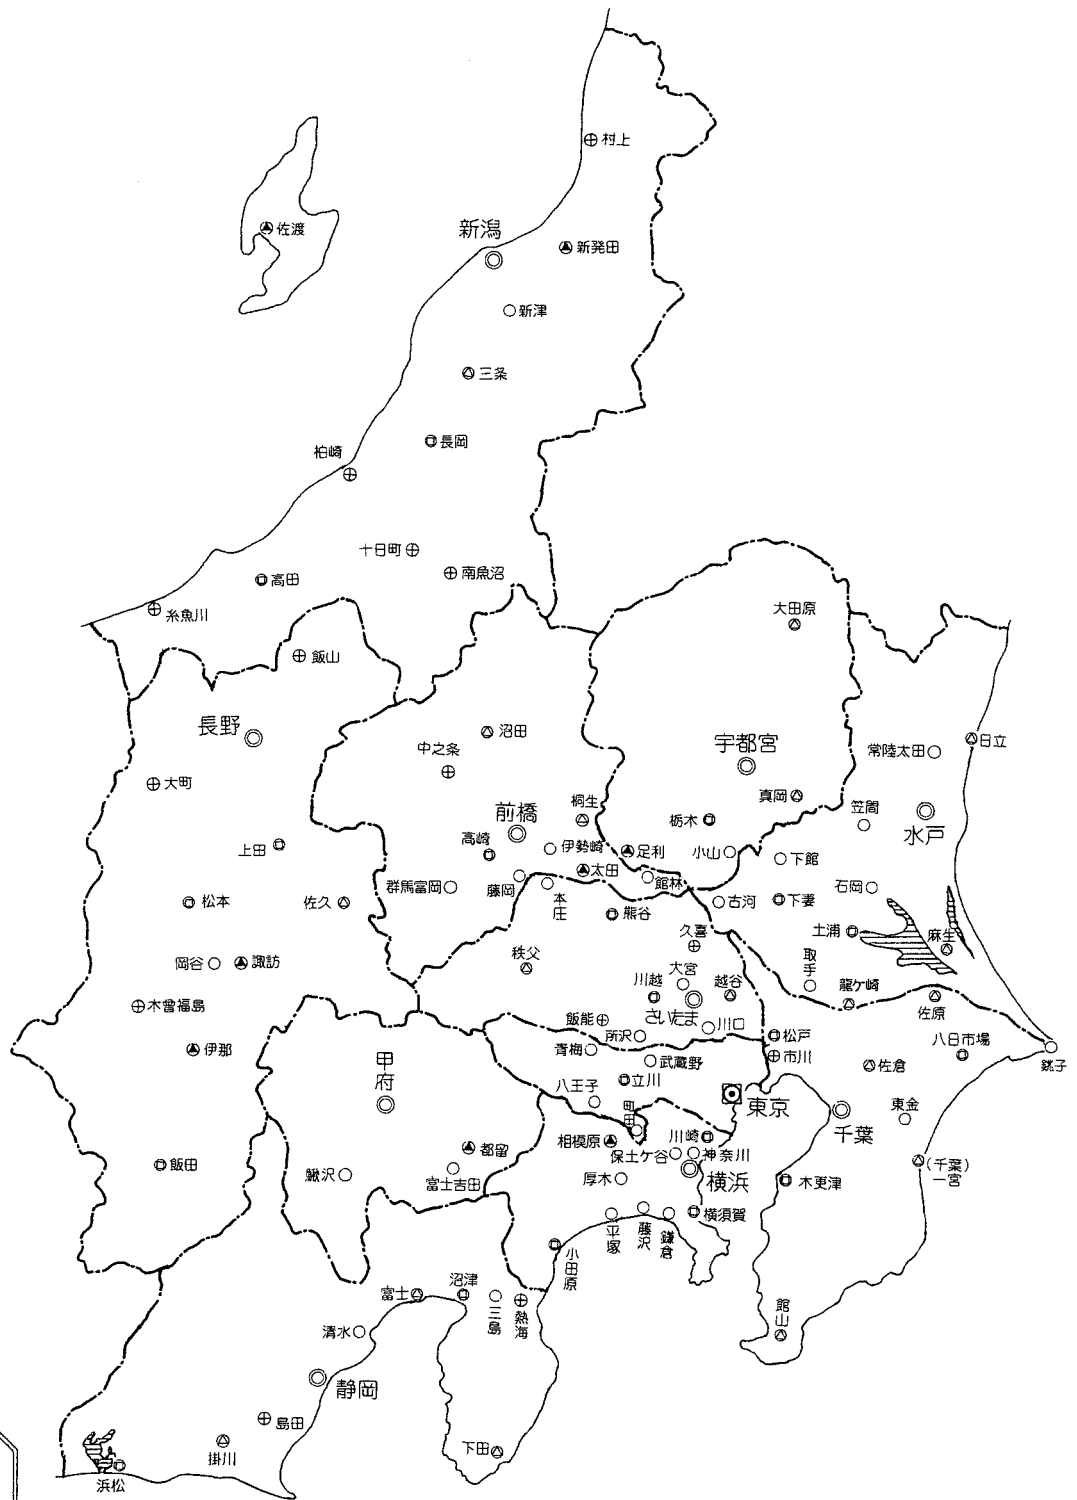 村上
佐渡
新潟
新発田
新津
三条
長岡
柏崎
十日町
南魚沼
高田
糸魚川
飯山
大田原
長野
沼田
中之条
宇都宮
常陸太田
日立
大町
真岡
笠間
水戸
前橋
桐生
栃木
高崎
伊勢崎
足利
小山
下館
上田
太田
館林
群馬富岡
藤岡
本庄
石岡
松本
佐久
熊谷
古河
下妻
土浦
麻生
久喜
秩父
岡谷
諏訪
大宮
川越
越谷
取手
龍ケ崎
佐原
木曾福島
さいたま
飯能
川口
所沢
松戸
八日市場
銚子
伊那
甲府
青梅
武蔵野
市川
佐倉
立川
八王子
東京
千葉
東金
町田
相模原
川崎
都留
保土ケ谷
神奈川
飯田
鰍沢
富士吉田
厚木
横浜
木更津
(千葉)
一宮
平塚
藤沢
鎌倉
横須賀
小田原
富士
沼津
三島
熱海
清水
館山
静岡
島田
掛川
下田
浜松